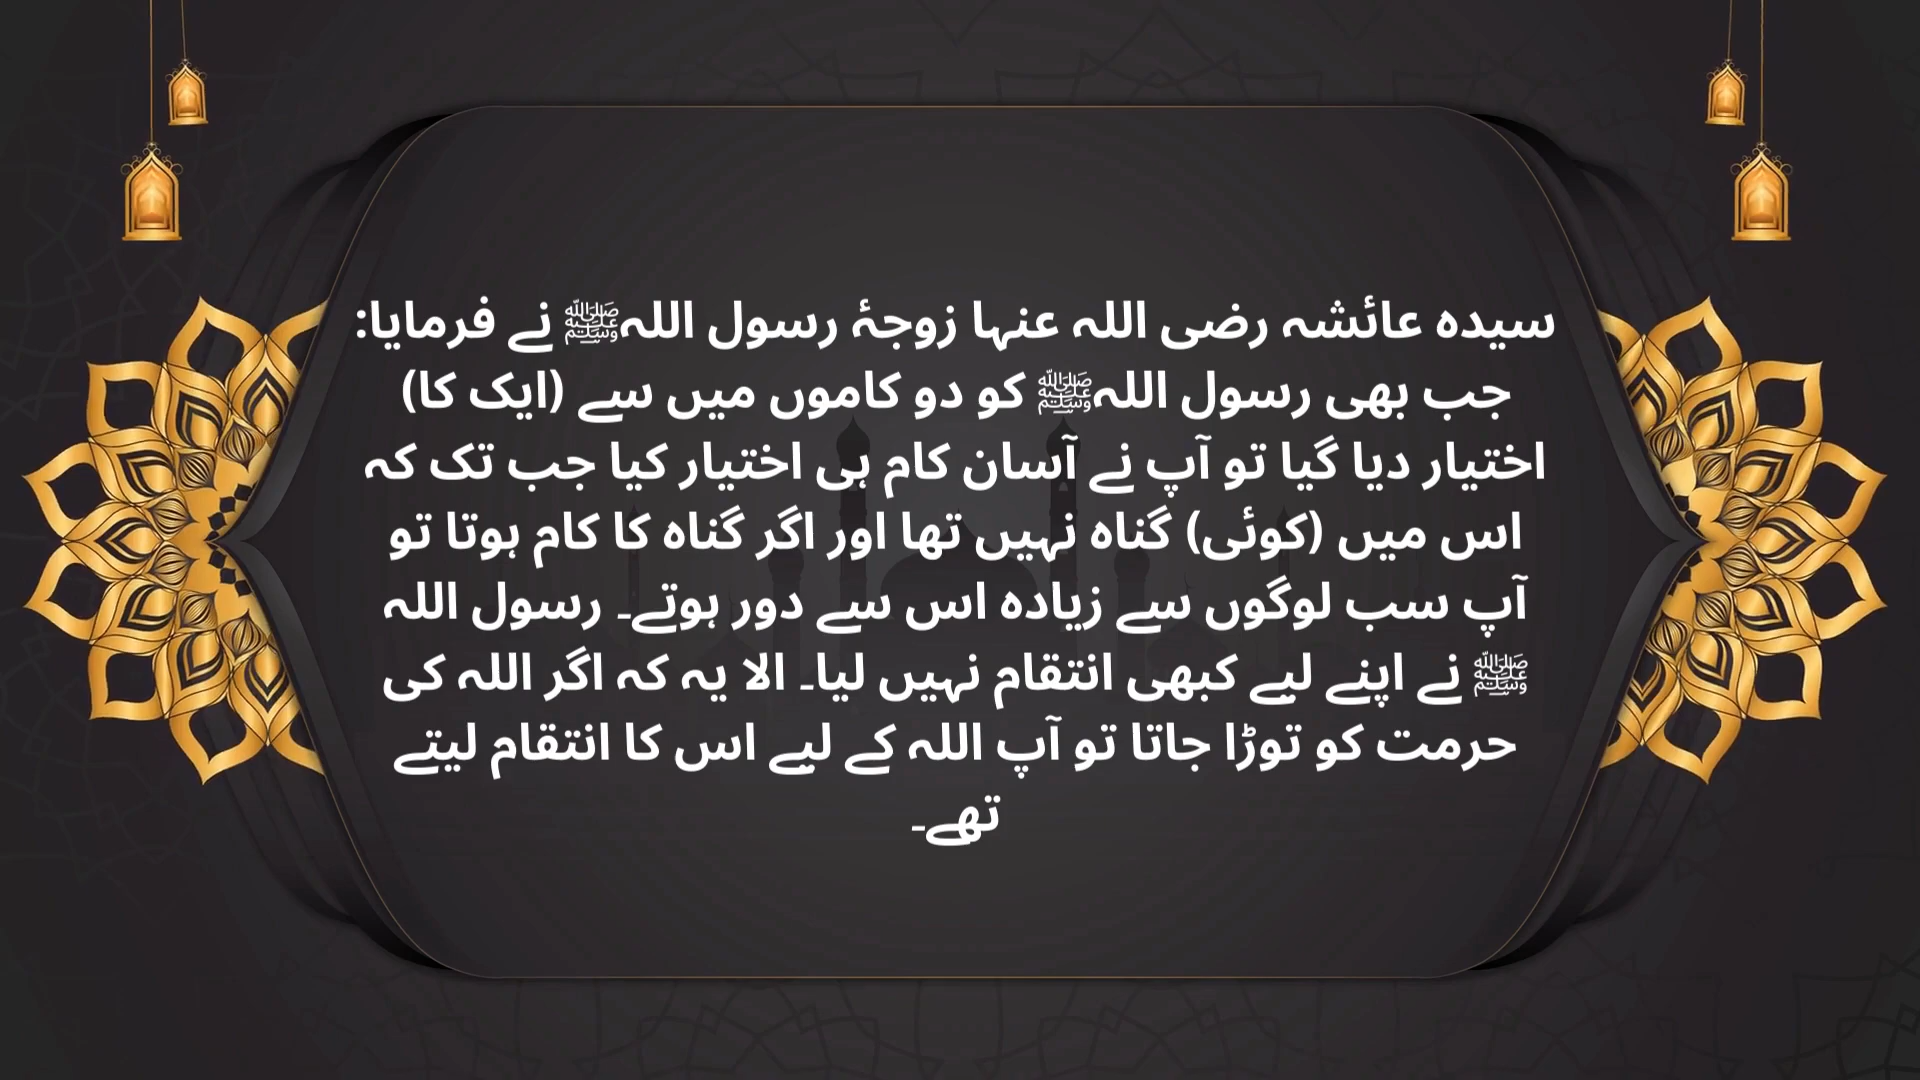 سیدہ عائشہ رضی اللہ عنہا زوجۂ رسول اللہﷺ نے فرمایا:
جب بھی رسول اللہﷺ کو دو کاموں میں سے (ایک کا)
اختیار دیا گیا تو آپ نے آسان کام ہی اختیار کیا جب تک کہ
اس میں (کوئی) گناہ نہیں تھا اور اگر گناہ کا کام ہوتا تو
آپ سب لوگوں سے زیادہ اس سے دور ہوتے۔ رسول اللہ
ﷺ نے اپنے لیے کبھی انتقام نہیں لیا۔ الا یہ کہ اگر اللہ کی
حرمت کو توڑا جاتا تو آپ اللہ کے لیے اس کا انتقام لیتے
تھے۔